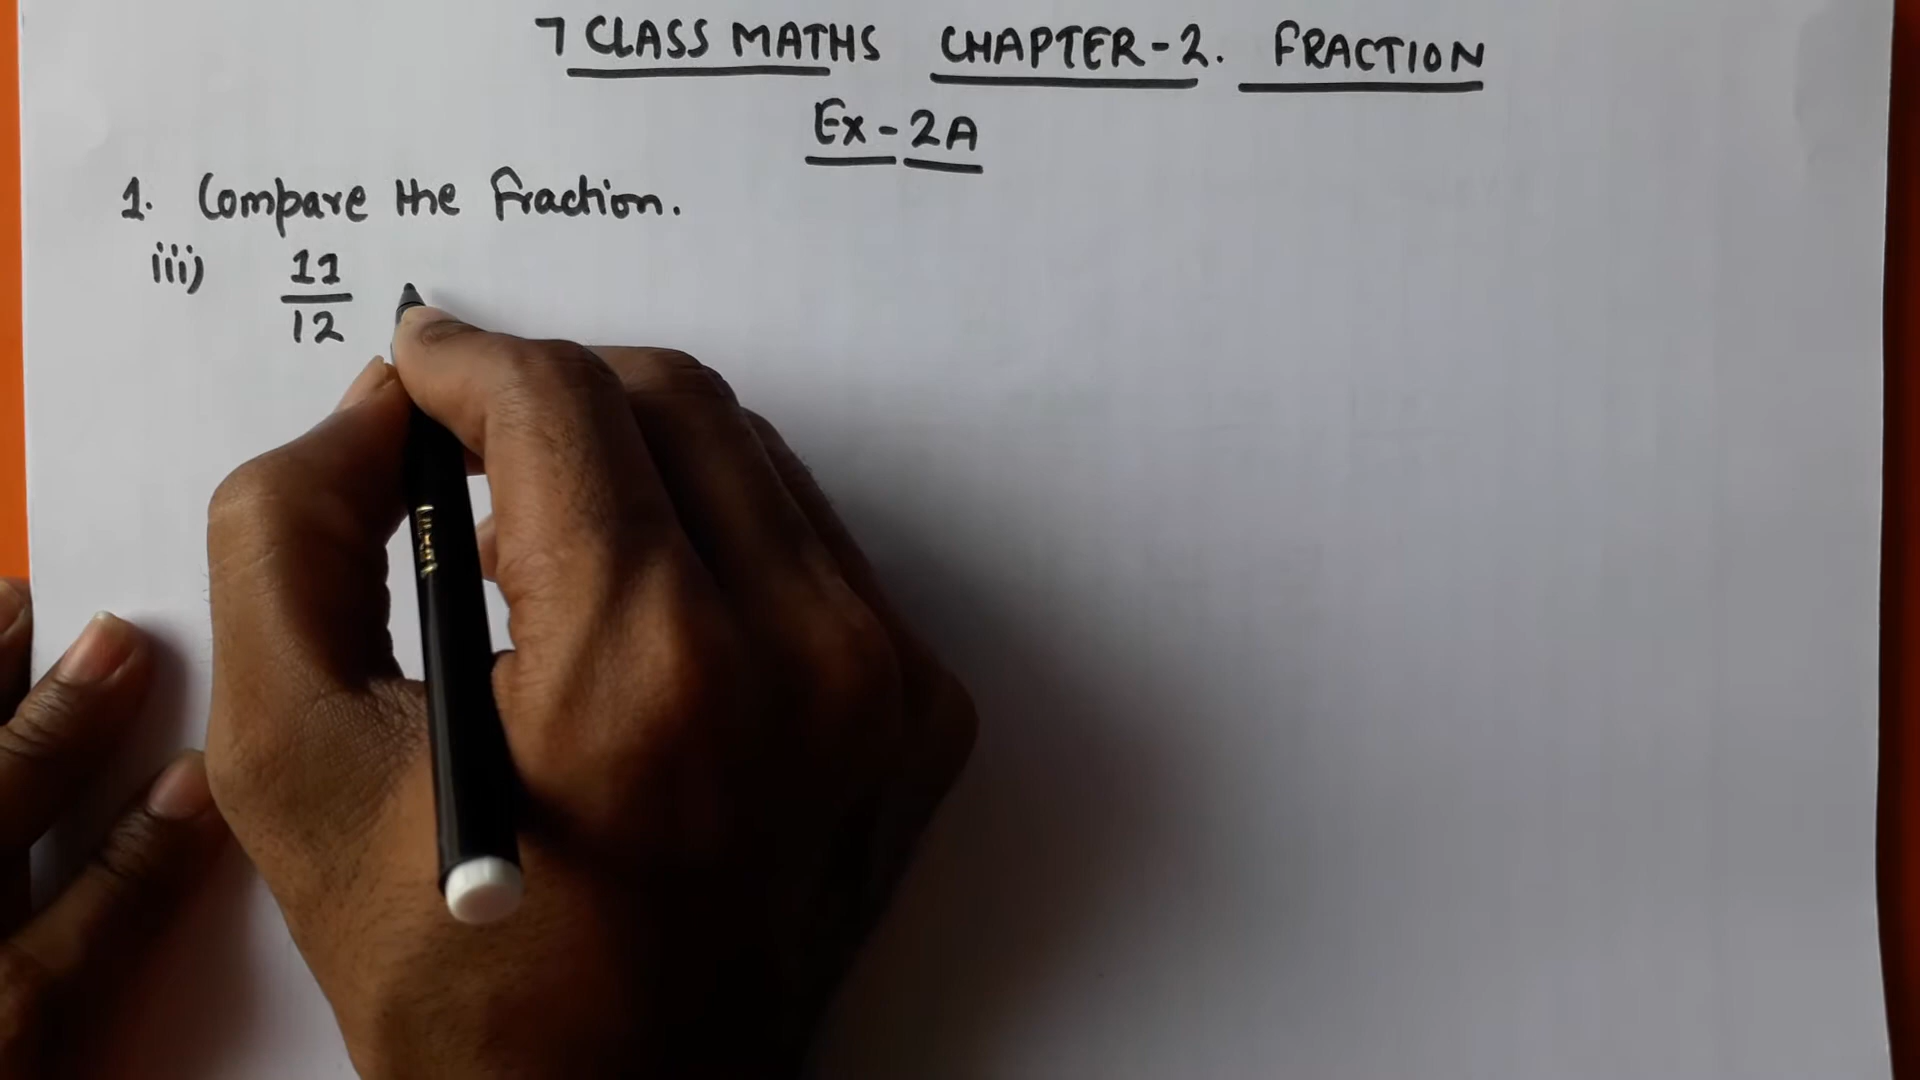 7 CLASS MATHS CHAPTER-2. FRACTION
Ex-2A
1. Compare the fraction.
iii) 11/12